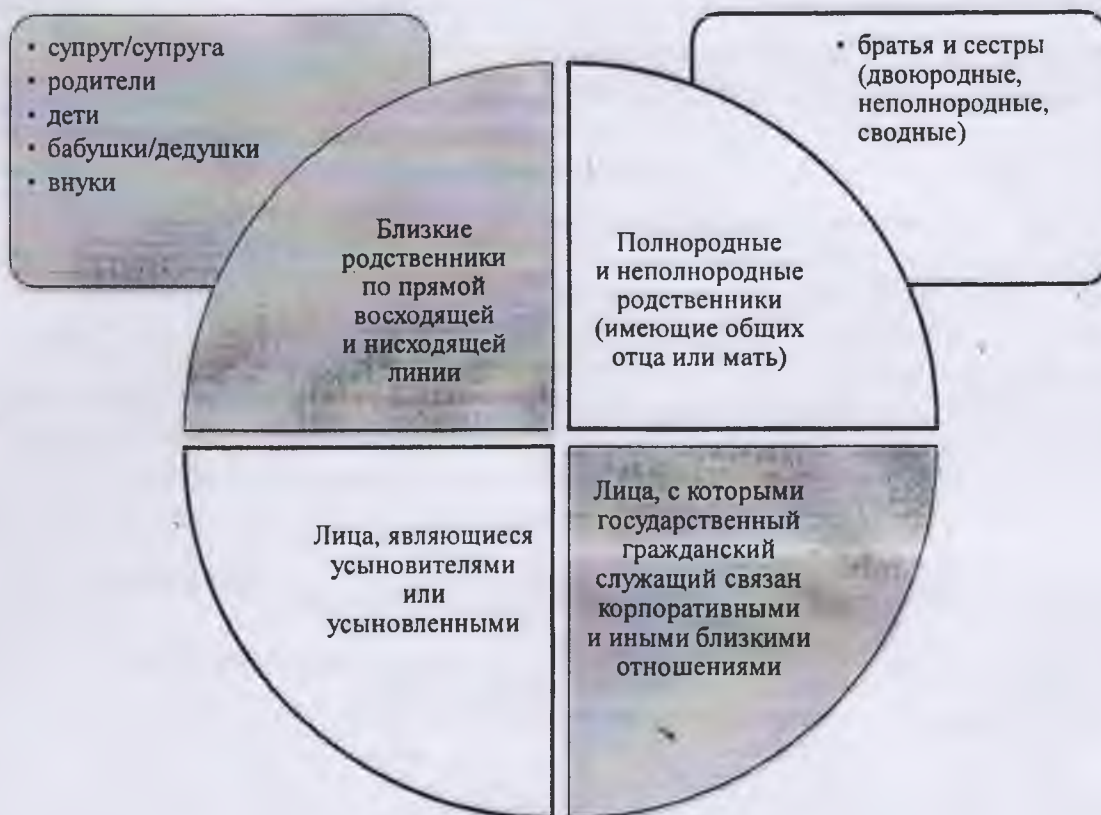 • супруг/супруга
• родители
• дети
• бабушки/дедушки
• внуки
• братья и сестры
(двоюродные,
неполнородные,
сводные)
Близкие
родственники
по прямой
восходящей
и нисходящей
линии
Полнородные
и неполнородные
родственники
(имеющие общих
отца или мать)
Лица, являющиеся
усыновителями
или
усыновленными
Лица, с которыми
государственный
гражданский
служащий связан
корпоративными
и иными близкими
отношениями